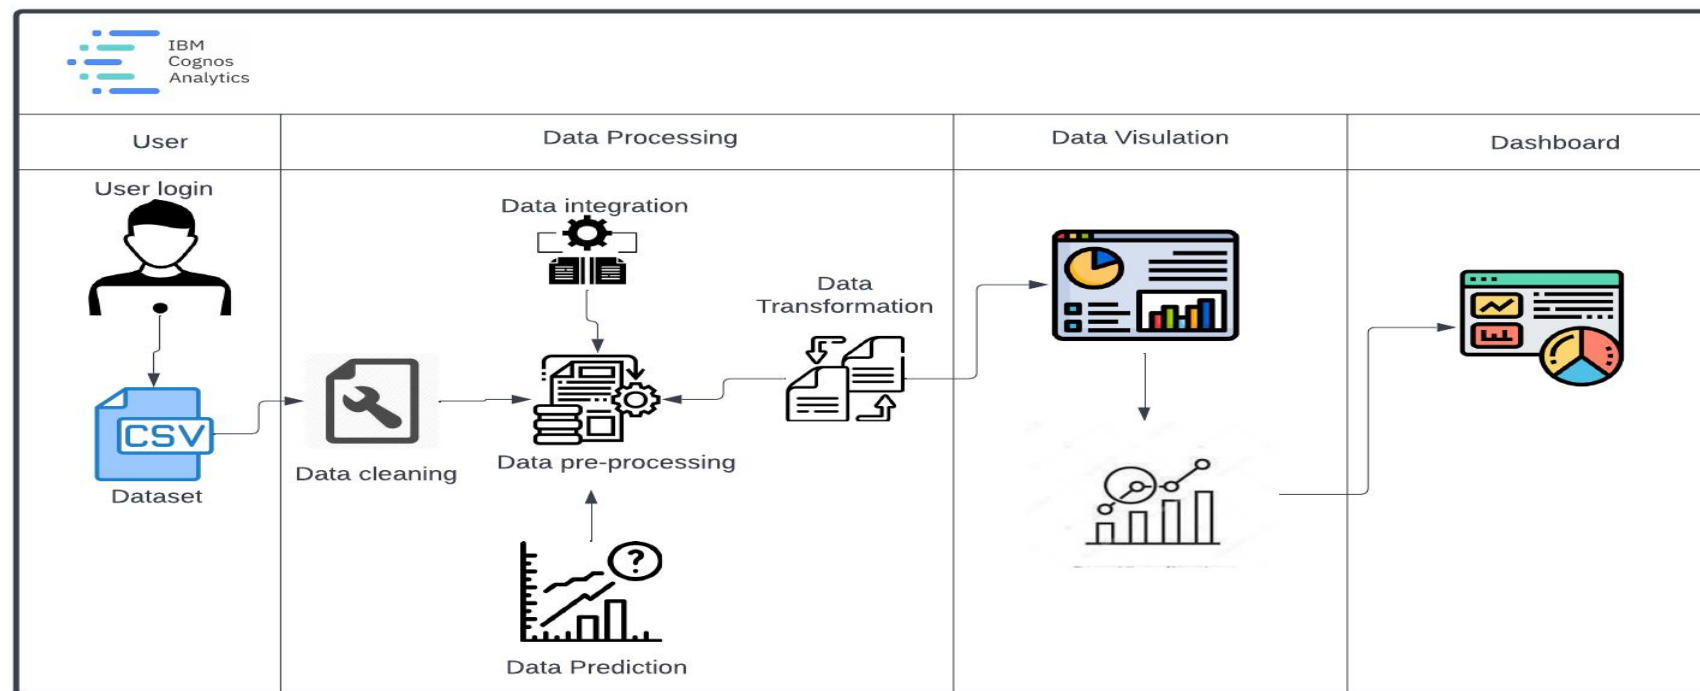 IBM
Cognos
Analytics
User
Data Processing
Data Visulation
Dashboard
User login
Data integration
Data
Transformation
CSV
Dataset
Data cleaning
Data pre-processing
?
Data Prediction